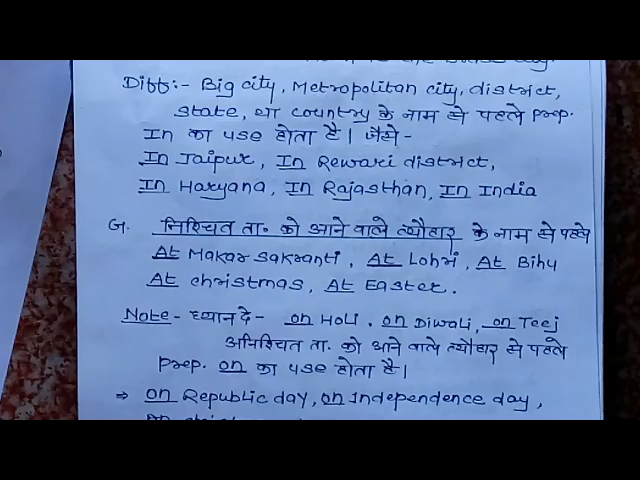 Diff:- Big city, Metropolitan city, district,
state, या country के नाम से पहले prep.
In का use होता है। जैसे -
In Jaipur, In Rewari district,
In Haryana, In Rajasthan, In India
G. निश्चित ता. को आने वाले त्यौहार के नाम से पहले
At Makar sakranti, At Lohri, At Bihu
At christmas, At Easter.
Note - ध्यान दे - on Holi, on Diwali, on Teej
अनिश्चित ता. को आने वाले त्यौहार से पहले
prep. on का use होता है।
⇒ on Republic day, on Independence day,